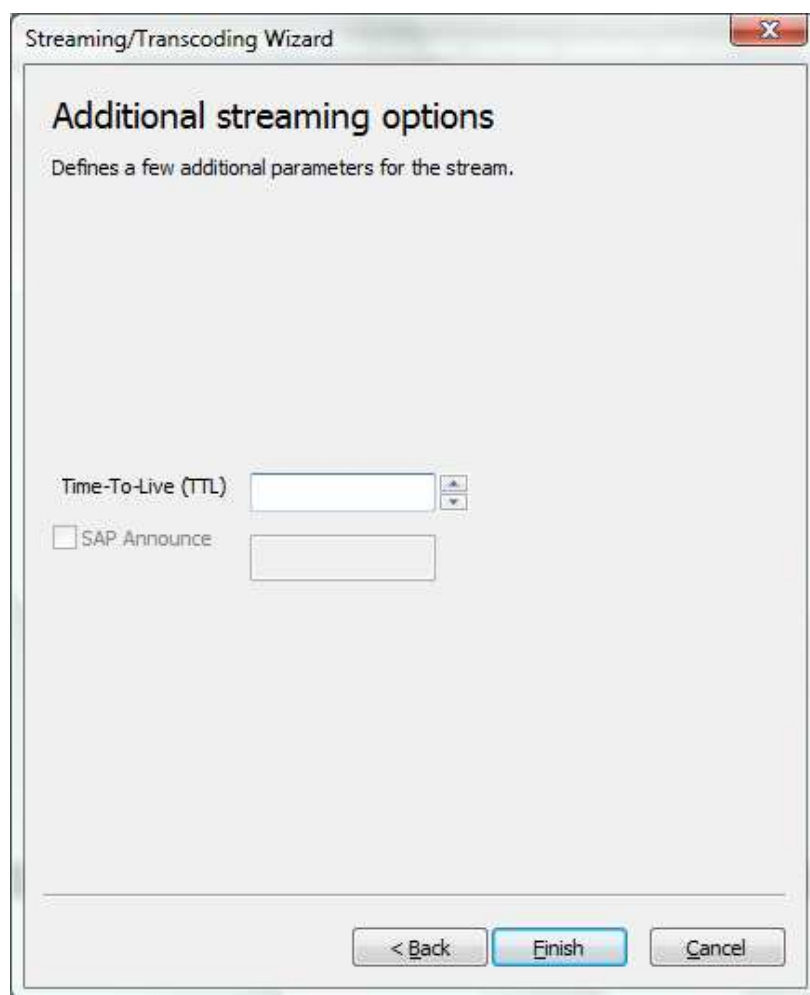 Streaming/Transcoding Wizard
Additional streaming options
Defines a few additional parameters for the stream.
Time-To-Live (TTL)
SAP Announce
< Back Finish Cancel